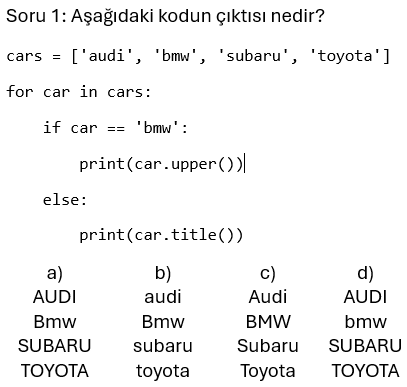 Soru 1: Aşağıdaki kodun çıktısı nedir?
cars = ['audi', 'bmw', 'subaru', 'toyota']
for car in cars:
    if car == 'bmw':
        print(car.upper())
    else:
        print(car.title())
a) b) c) d)
AUDI audi Audi AUDI
Bmw Bmw BMW bmw
SUBARU subaru Subaru SUBARU
TOYOTA toyota Toyota TOYOTA